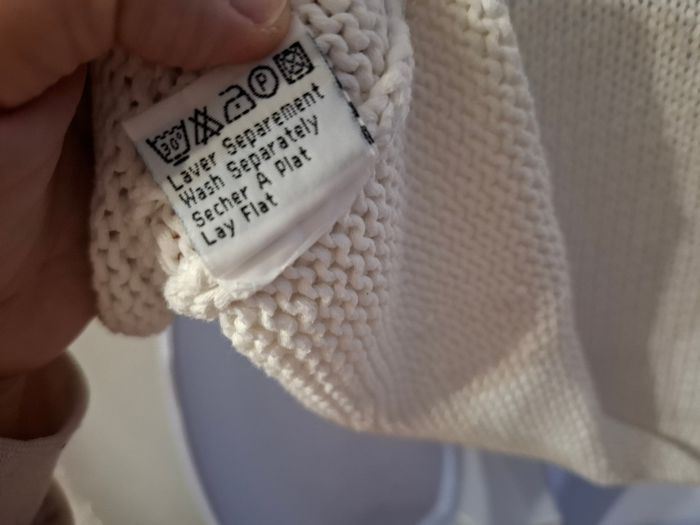 30° P
Laver Separement
Wash Separately
Secher A Plat
Lay Flat